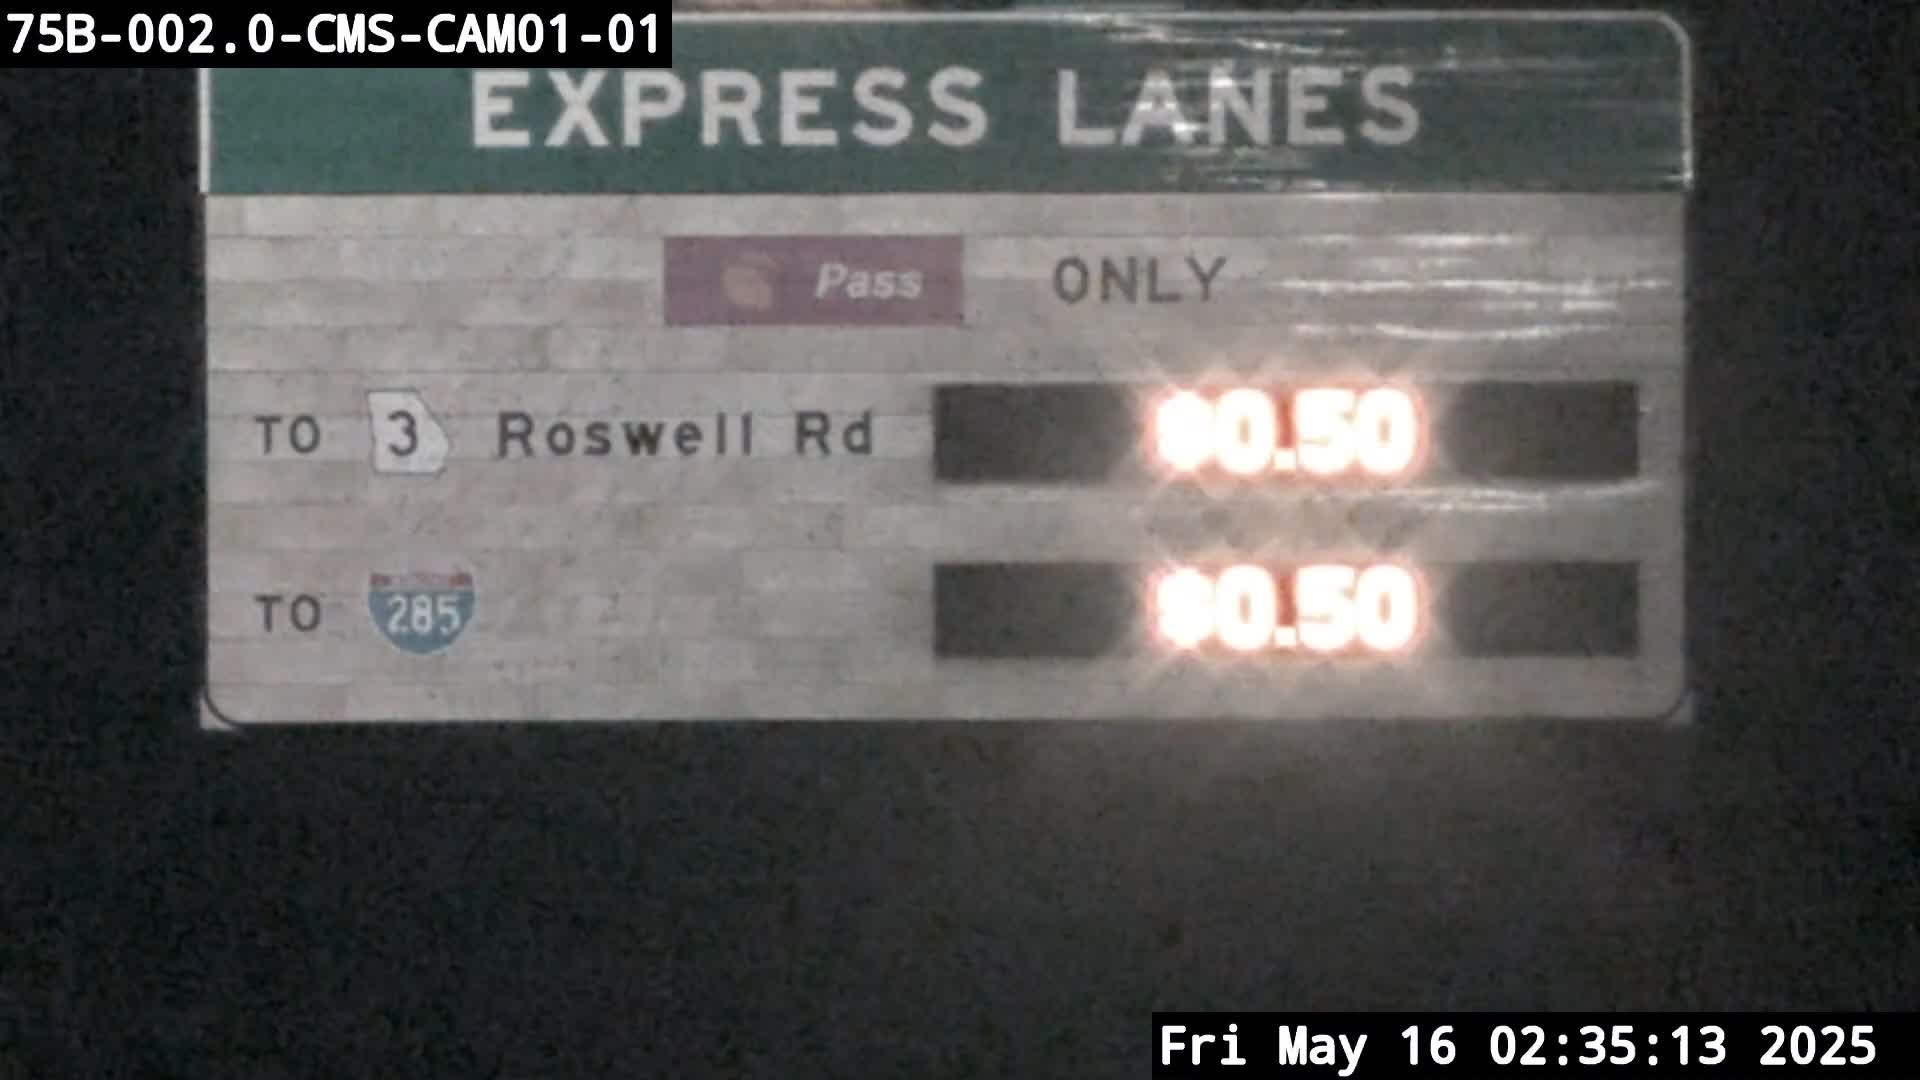 75B-002.0-CMS-CAM01-01
EXPRESS LANES
Pass ONLY
TO 3 Roswell Rd $0.50
TO 285 $0.50
Fri May 16 02:35:13 2025